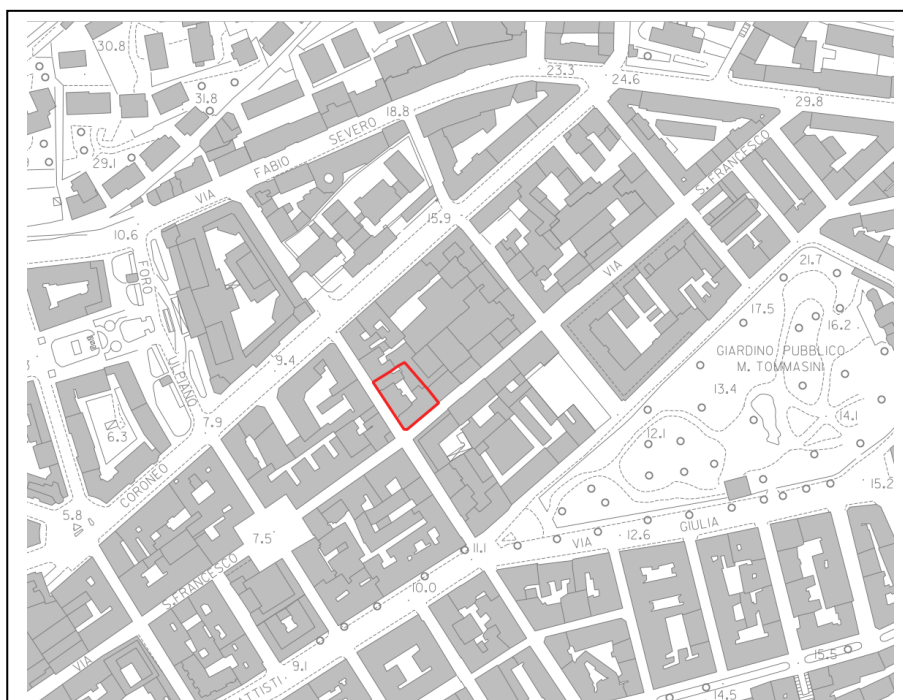 30.8
23.3
24.6
31.8
18.8
29.8
SEVERO
FABIO
VIA
29.1
S. FRANCESCO
15.9
10.6
FORO
ULPIANO
VIA
21.7
17.5
16.2
9.4
GIARDINO PUBBLICO
M. TOMMASINI
13.4
14.1
7.9
6.3
12.1
CORONEO
5.8
15.2
GIULIA
7.5
VIA
12.6
11.1
S. FRANCESCO
10.0
VIA
9.1
BATTISTI
15.5
14.5